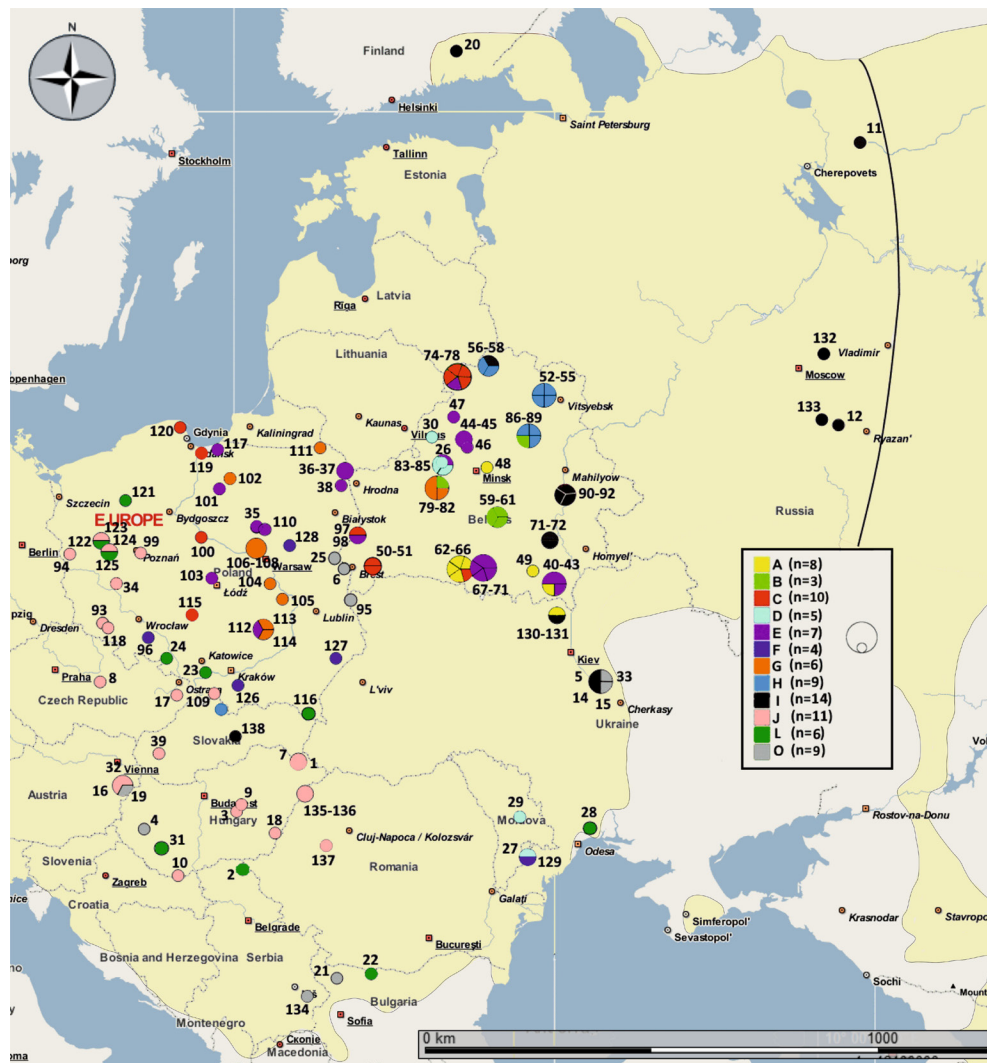 N
Finland
20
Helsinki
Saint Petersburg
11
Cherepovets
Stockholm
Tallinn
Estonia
org
Rīga
Latvia
Lithuania
74-78
56-58
132
Vladimir
Moscow
openhagen
52-55
Vitsyebsk
133
12
Ryazan'
47
Kaunas
30
Vilnius
44-45
86-89
120
Gdynia
Kaliningrad
117
111
26
46
119
36-37
83-85
48
Minsk
Mahilyow
102
38
Hrodna
90-92
101
79-82
59-61
Szczecin
121
EUROPE
Bydgoszcz
35
110
Białystok
97
98
71-72
Russia
123
122
124
99
Poznań
125
Berlin
94
100
128
25
50-51
Brest
6
62-66
67-71
49
Homyel'
40-43
106-108
Warsaw
Poland
103
Łódź
104
105
34
Lublin
95
130-131
93
118
Dresden
115
112
113
114
Wrocław
96
24
127
Kiev
Katowice
23
Kraków
Praha
8
Czech Republic
17
Ostrava
109
126
L'viv
116
5
33
14
15
Cherkasy
Ukraine
138
Slovakia
39
7
1
32
Vienna
16
19
Austria
9
Budapest
3
Hungary
135-136
4
18
Cluj-Napoca / Kolozsvár
31
137
29
Moldova
28
Odesa
27
129
Rostov-na-Donu
Slovenia
10
2
Romania
Zagreb
Croatia
Galaţi
Simferopol'
Sevastopol'
Krasnodar
Stavropo
Belgrade
Bucureşti
Bosnia and Herzegovina
Serbia
21
22
134
Bulgaria
Sochi
Mount
Montenegro
Sofia
Скопје
Macedonia
A (n=8)
B (n=3)
C (n=10)
D (n=5)
E (n=7)
F (n=4)
G (n=6)
H (n=9)
I (n=14)
J (n=11)
L (n=6)
O (n=9)
0 km
1000